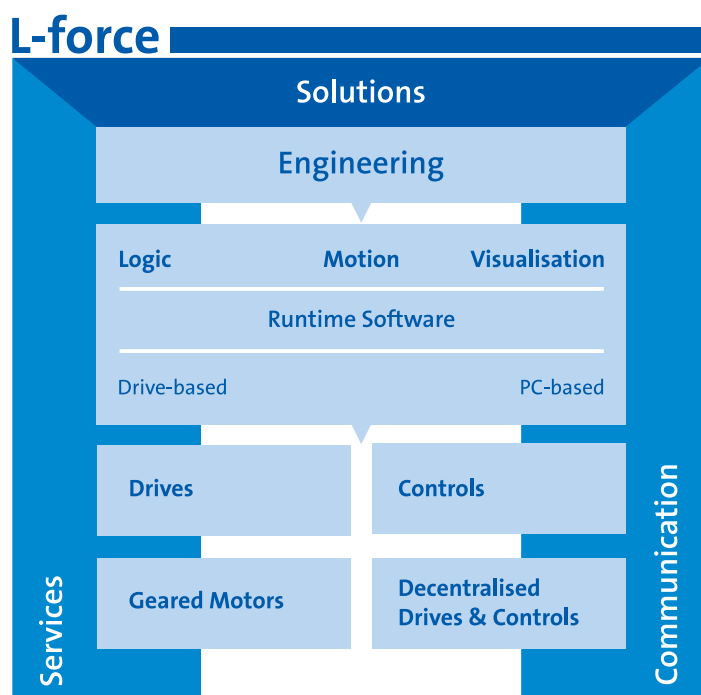 L-force
Solutions
Engineering
Logic Motion Visualisation
Runtime Software
Drive-based PC-based
Drives Controls
Geared Motors Decentralised
Drives & Controls
Services
Communication